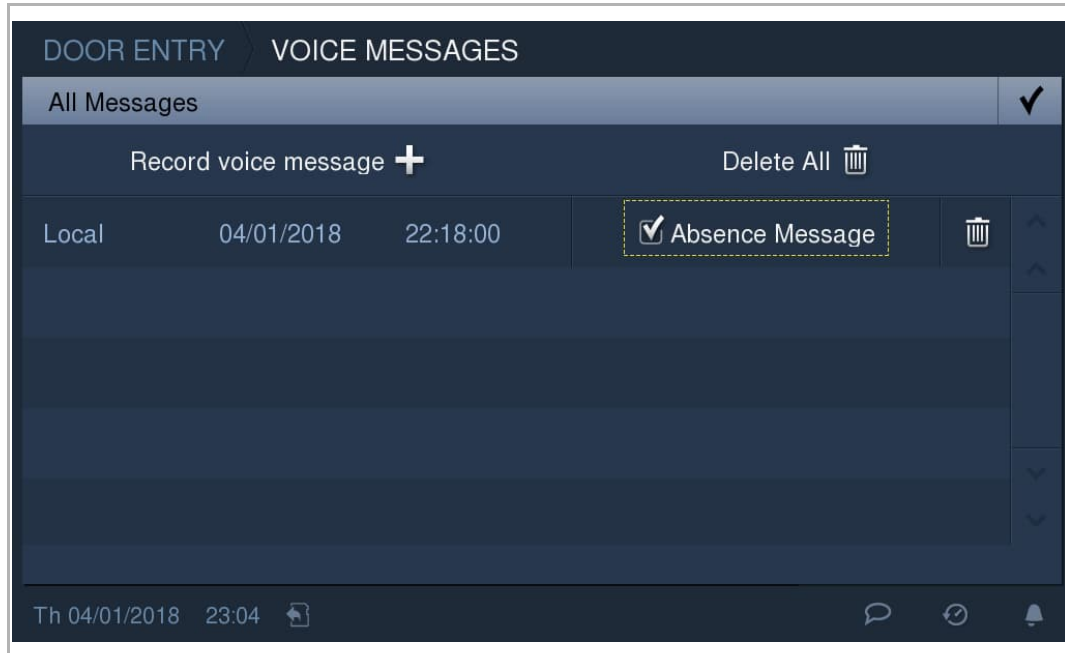 DOOR ENTRY VOICE MESSAGES
All Messages
Record voice message Delete All
Local 04/01/2018 22:18:00 Absence Message
Th 04/01/2018 23:04